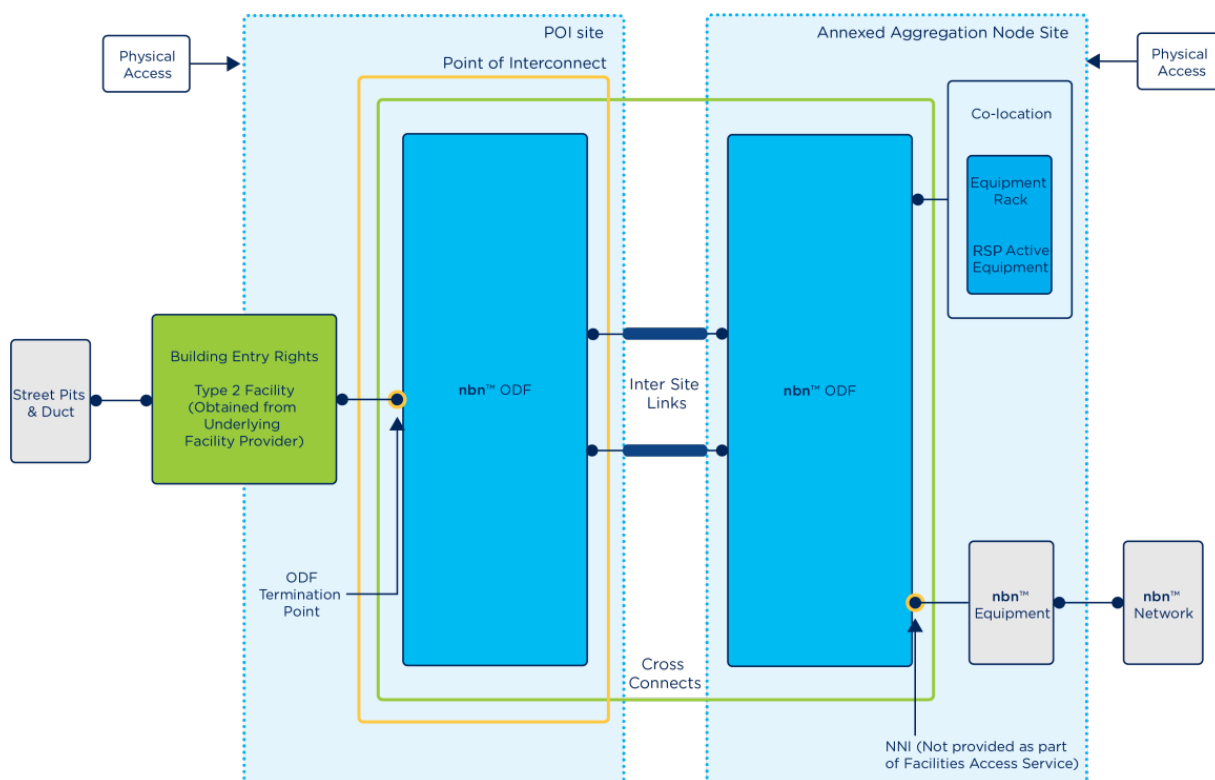 POI site
Annexed Aggregation Node Site
Physical
Access
Physical
Access
Point of Interconnect
Co-location
Equipment
Rack
RSP Active
Equipment
Building Entry Rights
Type 2 Facility
(Obtained from
Underlying
Facility Provider)
Street Pits
& Duct
nbn™ ODF
Inter Site
Links
nbn™ ODF
ODF
Termination
Point
nbn™
Equipment
nbn™
Network
Cross
Connects
NNI (Not provided as part
of Facilities Access Service)